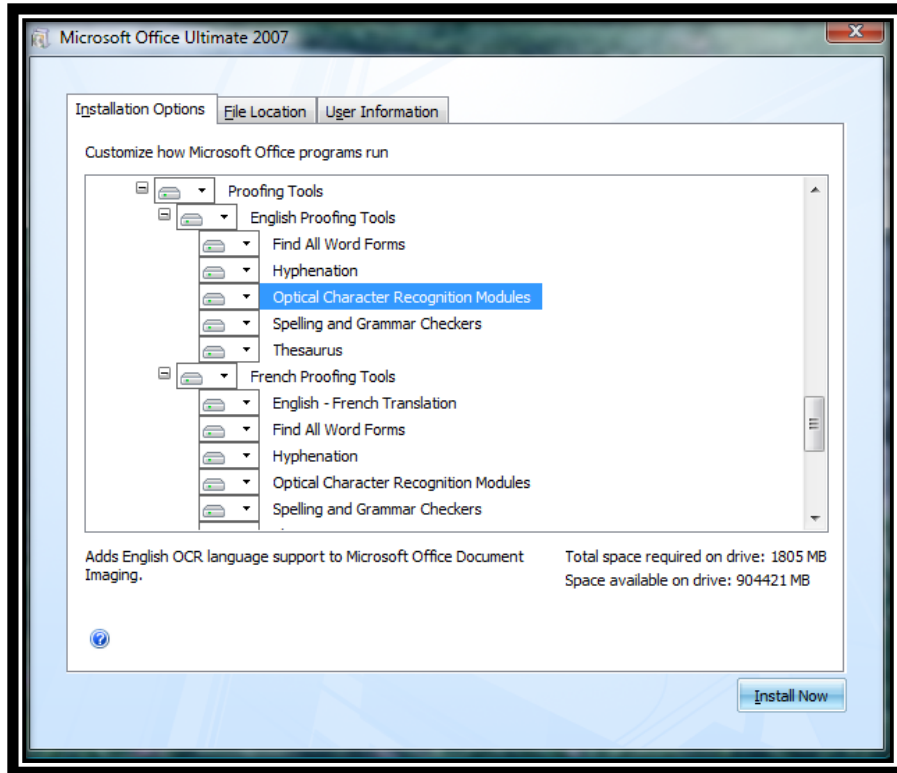 Microsoft Office Ultimate 2007
Installation Options File Location User Information
Customize how Microsoft Office programs run
Proofing Tools
English Proofing Tools
Find All Word Forms
Hyphenation
Optical Character Recognition Modules
Spelling and Grammar Checkers
Thesaurus
French Proofing Tools
English - French Translation
Find All Word Forms
Hyphenation
Optical Character Recognition Modules
Spelling and Grammar Checkers
Adds English OCR language support to Microsoft Office Document
Imaging.
Total space required on drive: 1805 MB
Space available on drive: 904421 MB
Install Now